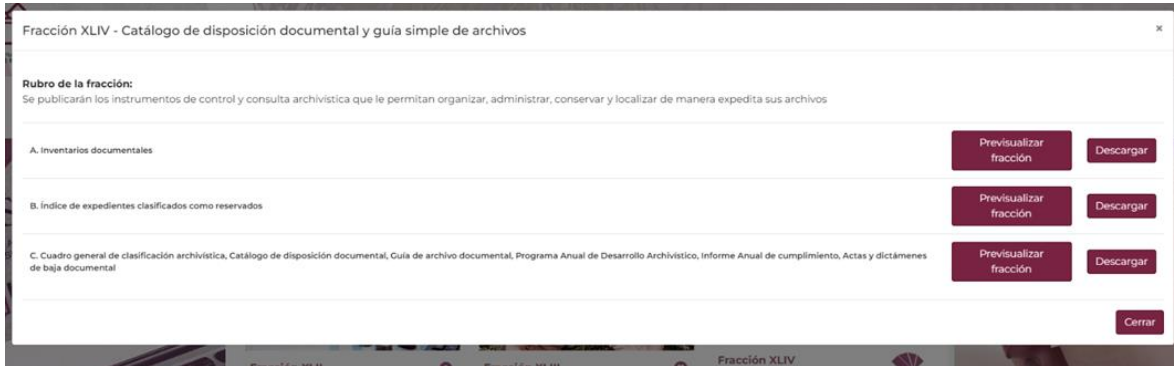 Fracción XLIV - Catálogo de disposición documental y guía simple de archivos
×
Rubro de la fracción:
Se publicarán los instrumentos de control y consulta archivística que le permitan organizar, administrar, conservar y localizar de manera expedita sus archivos
A. Inventarios documentales
Previsualizar
fracción
Descargar
B. Índice de expedientes clasificados como reservados
Previsualizar
fracción
Descargar
C. Cuadro general de clasificación archivística, Catálogo de disposición documental, Guía de archivo documental, Programa Anual de Desarrollo Archivístico, Informe Anual de cumplimiento, Actas y dictámenes
de baja documental
Previsualizar
fracción
Descargar
Cerrar
Fracción XLIV